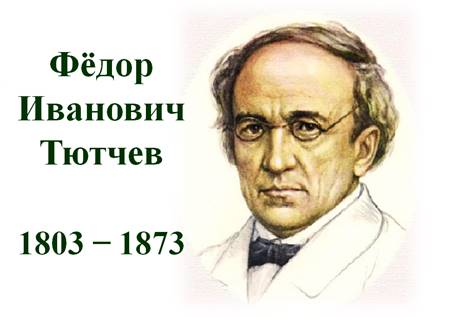 Фёдор
Иванович
Тютчев
1803 – 1873